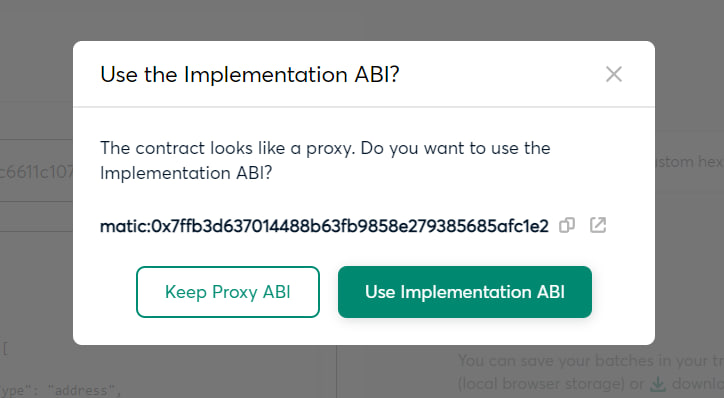 Use the Implementation ABI?
The contract looks like a proxy. Do you want to use the
Implementation ABI?
c6611c107
stom hex
matic:0x7ffb3d637014488b63fb9858e279385685afc1e2
Keep Proxy ABI
Use Implementation ABI
[
ype": "address",
You can save your batches in your tr
(local browser storage) or downlo